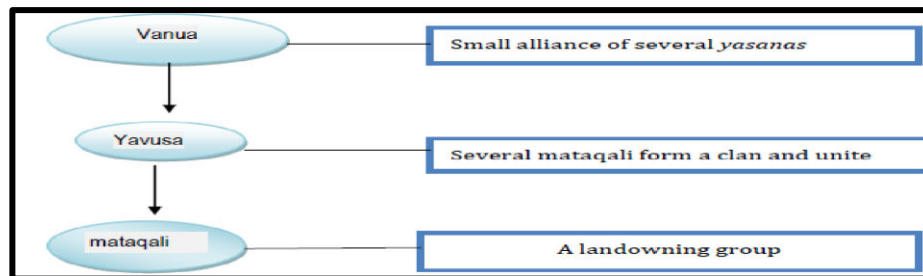 Vanua
Small alliance of several yasanas
Yavusa
Several mataqali form a clan and unite
mataqali
A landowning group